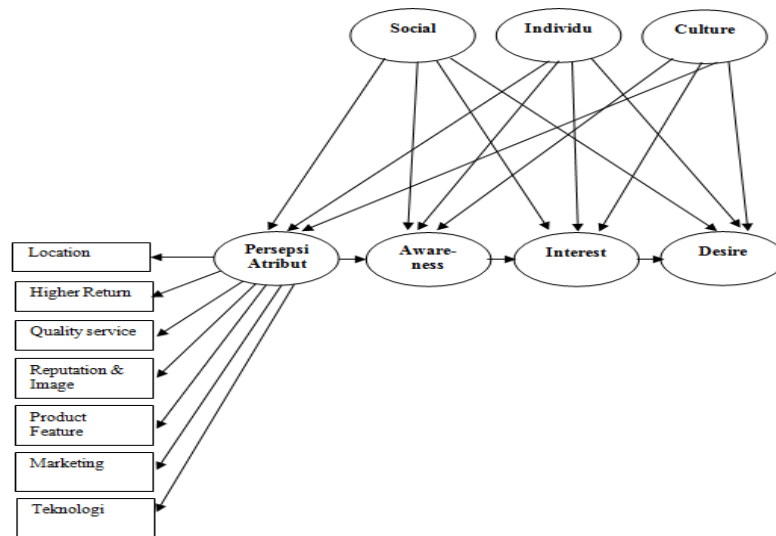 Social
Individu
Culture
Persepsi
Atribut
Aware-
ness
Interest
Desire
Location
Higher Return
Quality service
Reputation &
Image
Product
Feature
Marketing
Teknologi